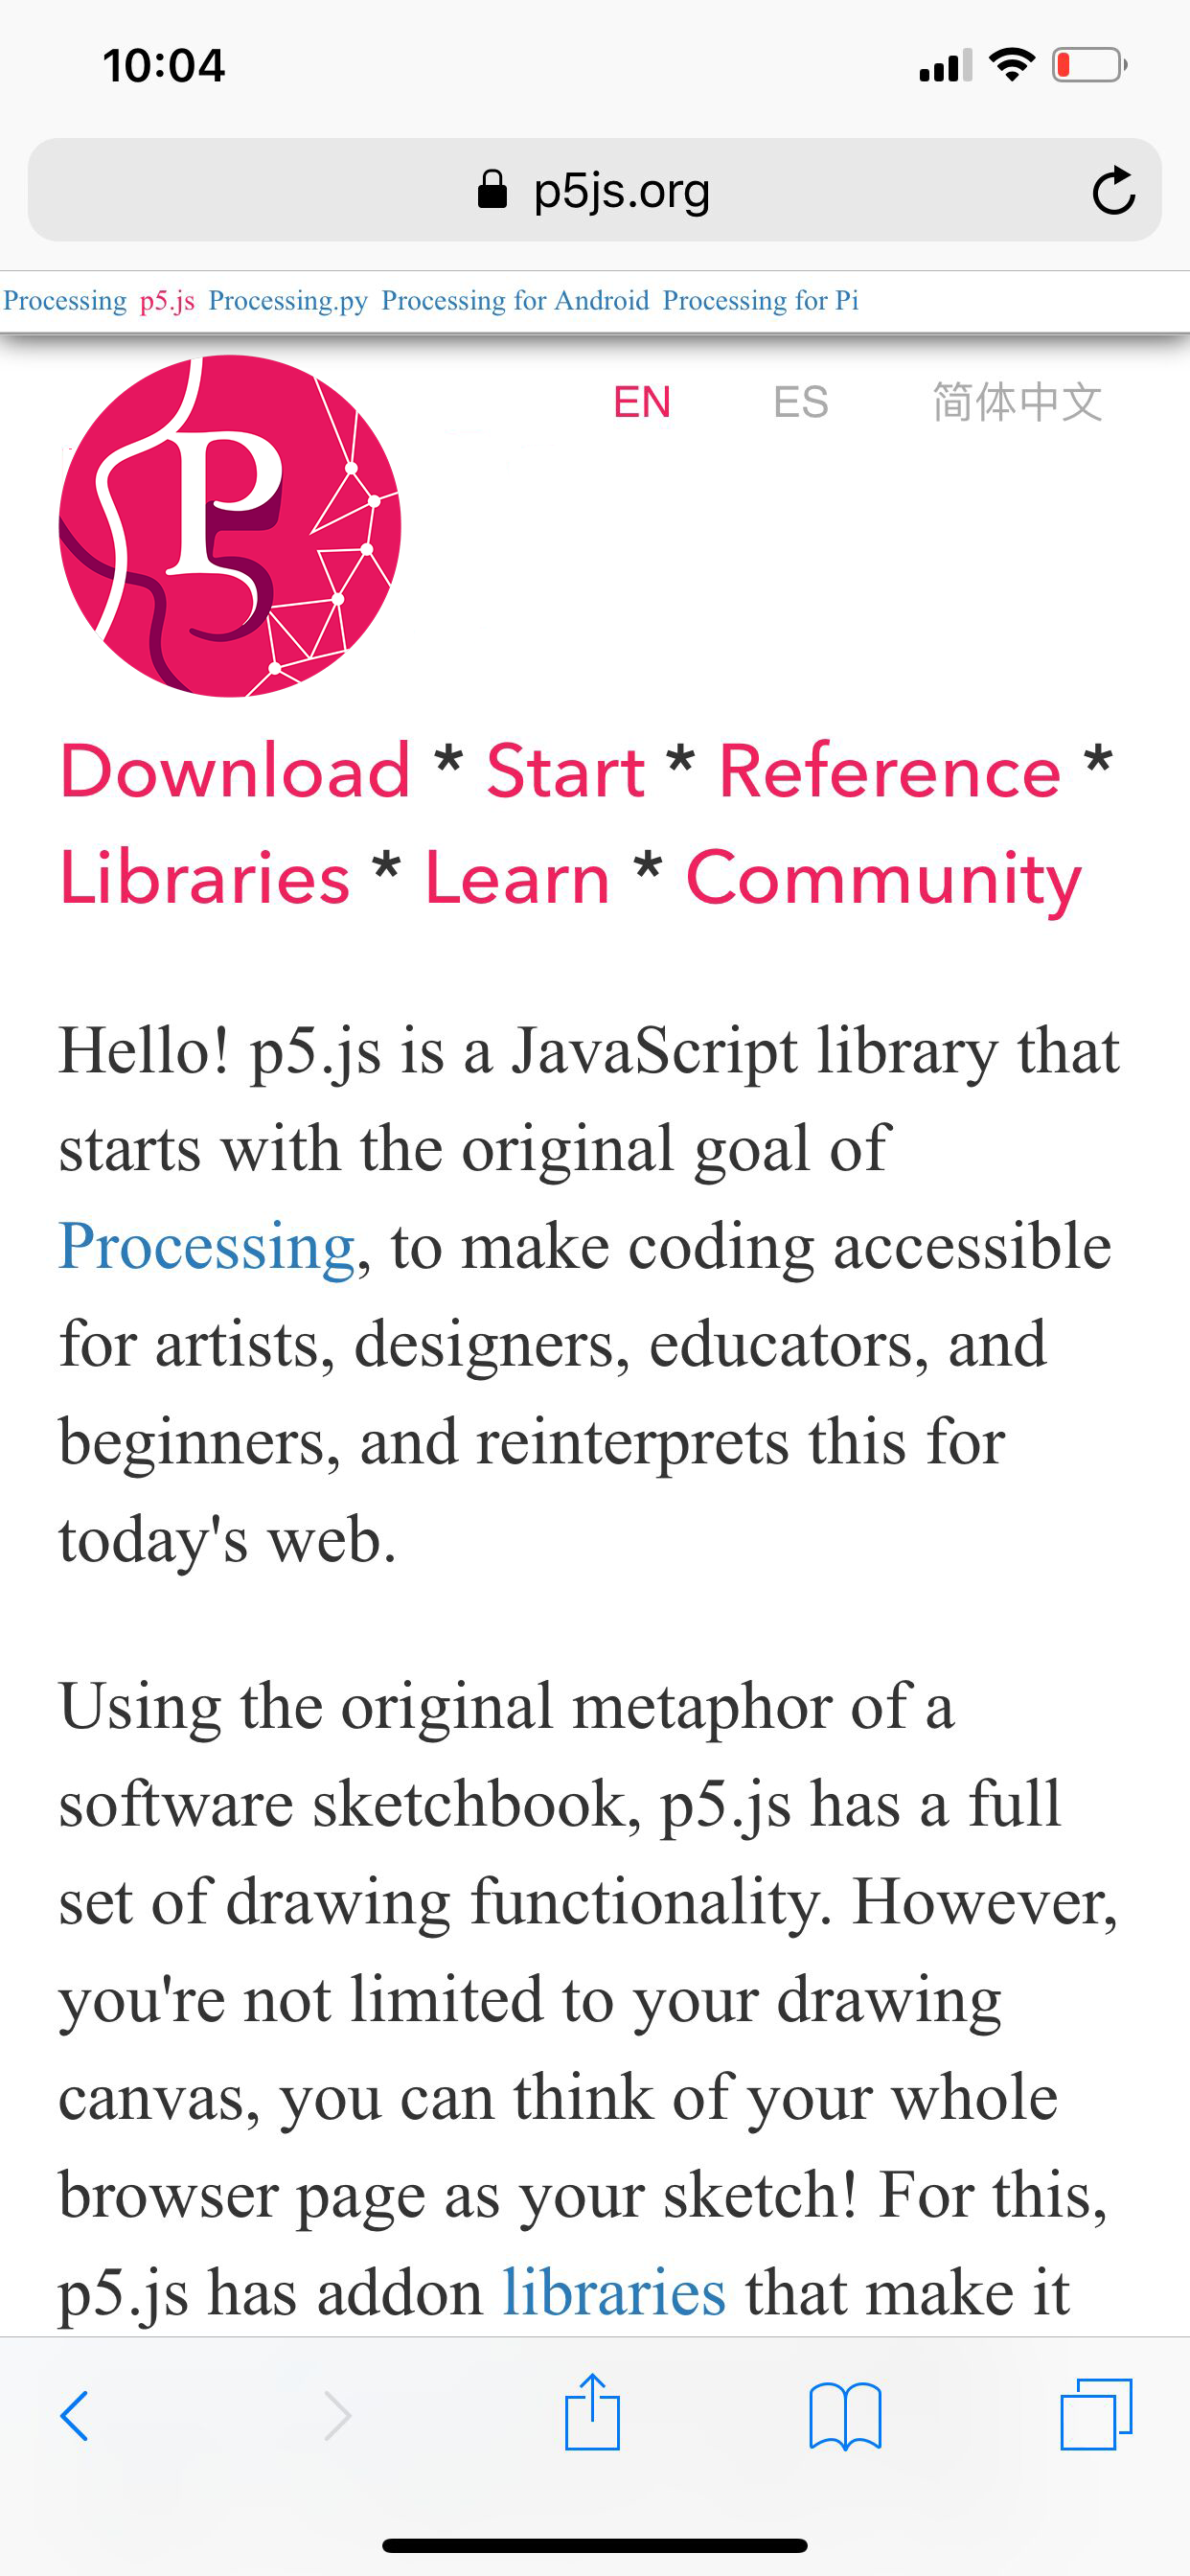 10:04
p5js.org
Processing p5.js Processing.py Processing for Android Processing for Pi
EN ES 简体中文
P
Download * Start * Reference *
Libraries * Learn * Community
Hello! p5.js is a JavaScript library that
starts with the original goal of
Processing, to make coding accessible
for artists, designers, educators, and
beginners, and reinterprets this for
today's web.
Using the original metaphor of a
software sketchbook, p5.js has a full
set of drawing functionality. However,
you're not limited to your drawing
canvas, you can think of your whole
browser page as your sketch! For this,
p5.js has addon libraries that make it